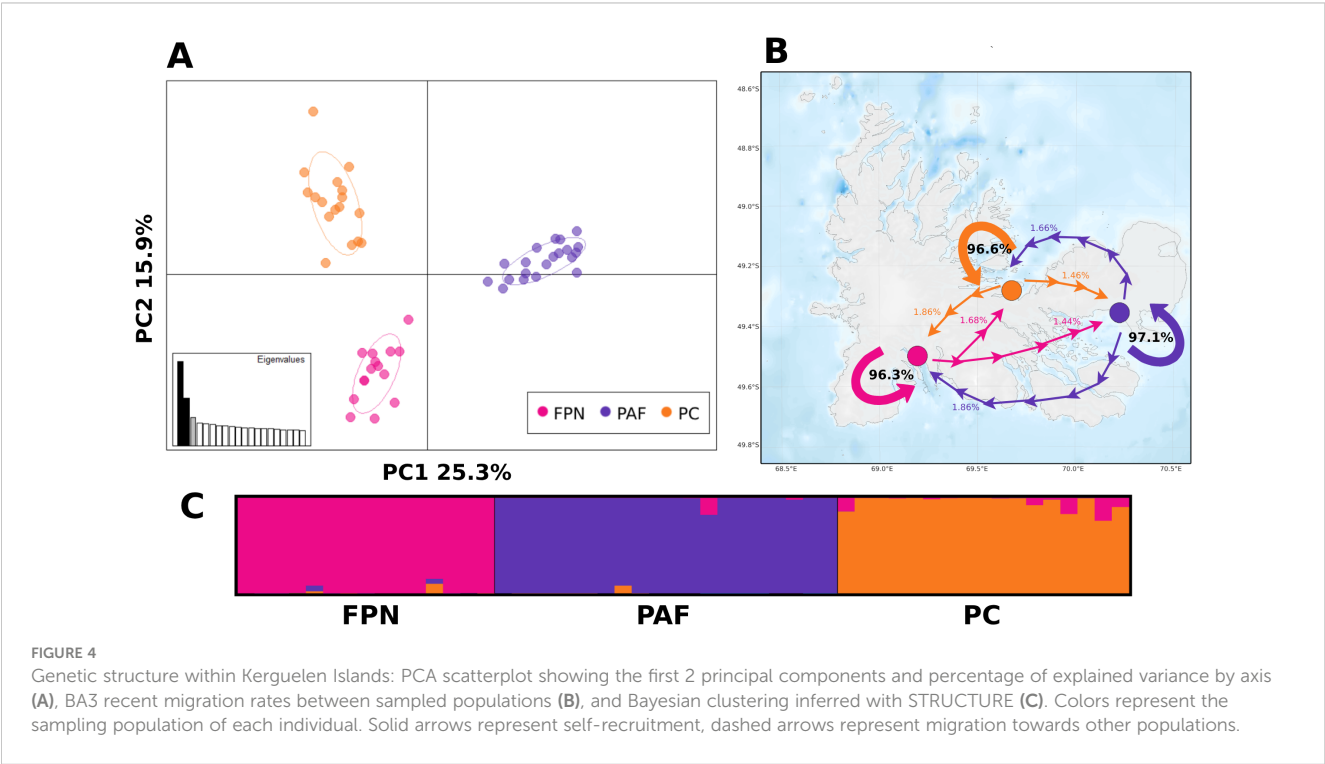 A
PC2 15.9%
Eigenvalues
FPN PAF PC
PC1 25.3%
B
48.6°S
48.8°S
49.0°S
49.2°S
49.4°S
49.6°S
49.8°S
68.5°S
69.0°S
69.5°S
70.0°S
70.5°S
1.66%
96.6%
1.46%
1.86%
1.68%
1.44%
97.1%
96.3%
1.86%
C
FPN PAF PC
FIGURE 4
Genetic structure within Kerguelen Islands: PCA scatterplot showing the first 2 principal components and percentage of explained variance by axis
(A), BA3 recent migration rates between sampled populations (B), and Bayesian clustering inferred with STRUCTURE (C). Colors represent the
sampling population of each individual. Solid arrows represent self-recruitment, dashed arrows represent migration towards other populations.